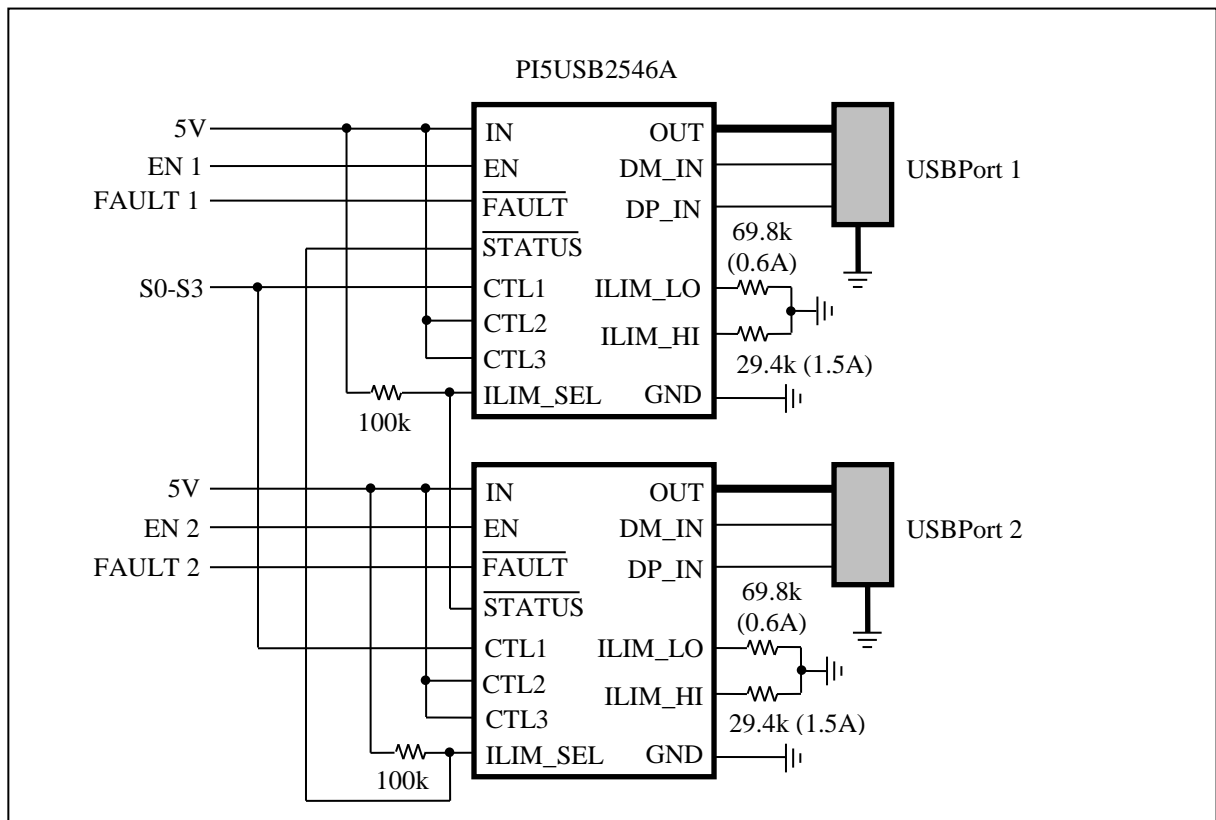 PI5USB2546A
5V
EN 1
FAULT 1
S0-S3
100k
IN
EN
FAULT
STATUS
CTL1
CTL2
CTL3
ILIM_SEL
OUT
DM_IN
DP_IN
ILIM_LO
ILIM_HI
GND
USBPort 1
69.8k
(0.6A)
29.4k (1.5A)
5V
EN 2
FAULT 2
100k
IN
EN
FAULT
STATUS
CTL1
CTL2
CTL3
ILIM_SEL
OUT
DM_IN
DP_IN
ILIM_LO
ILIM_HI
GND
USBPort 2
69.8k
(0.6A)
29.4k (1.5A)